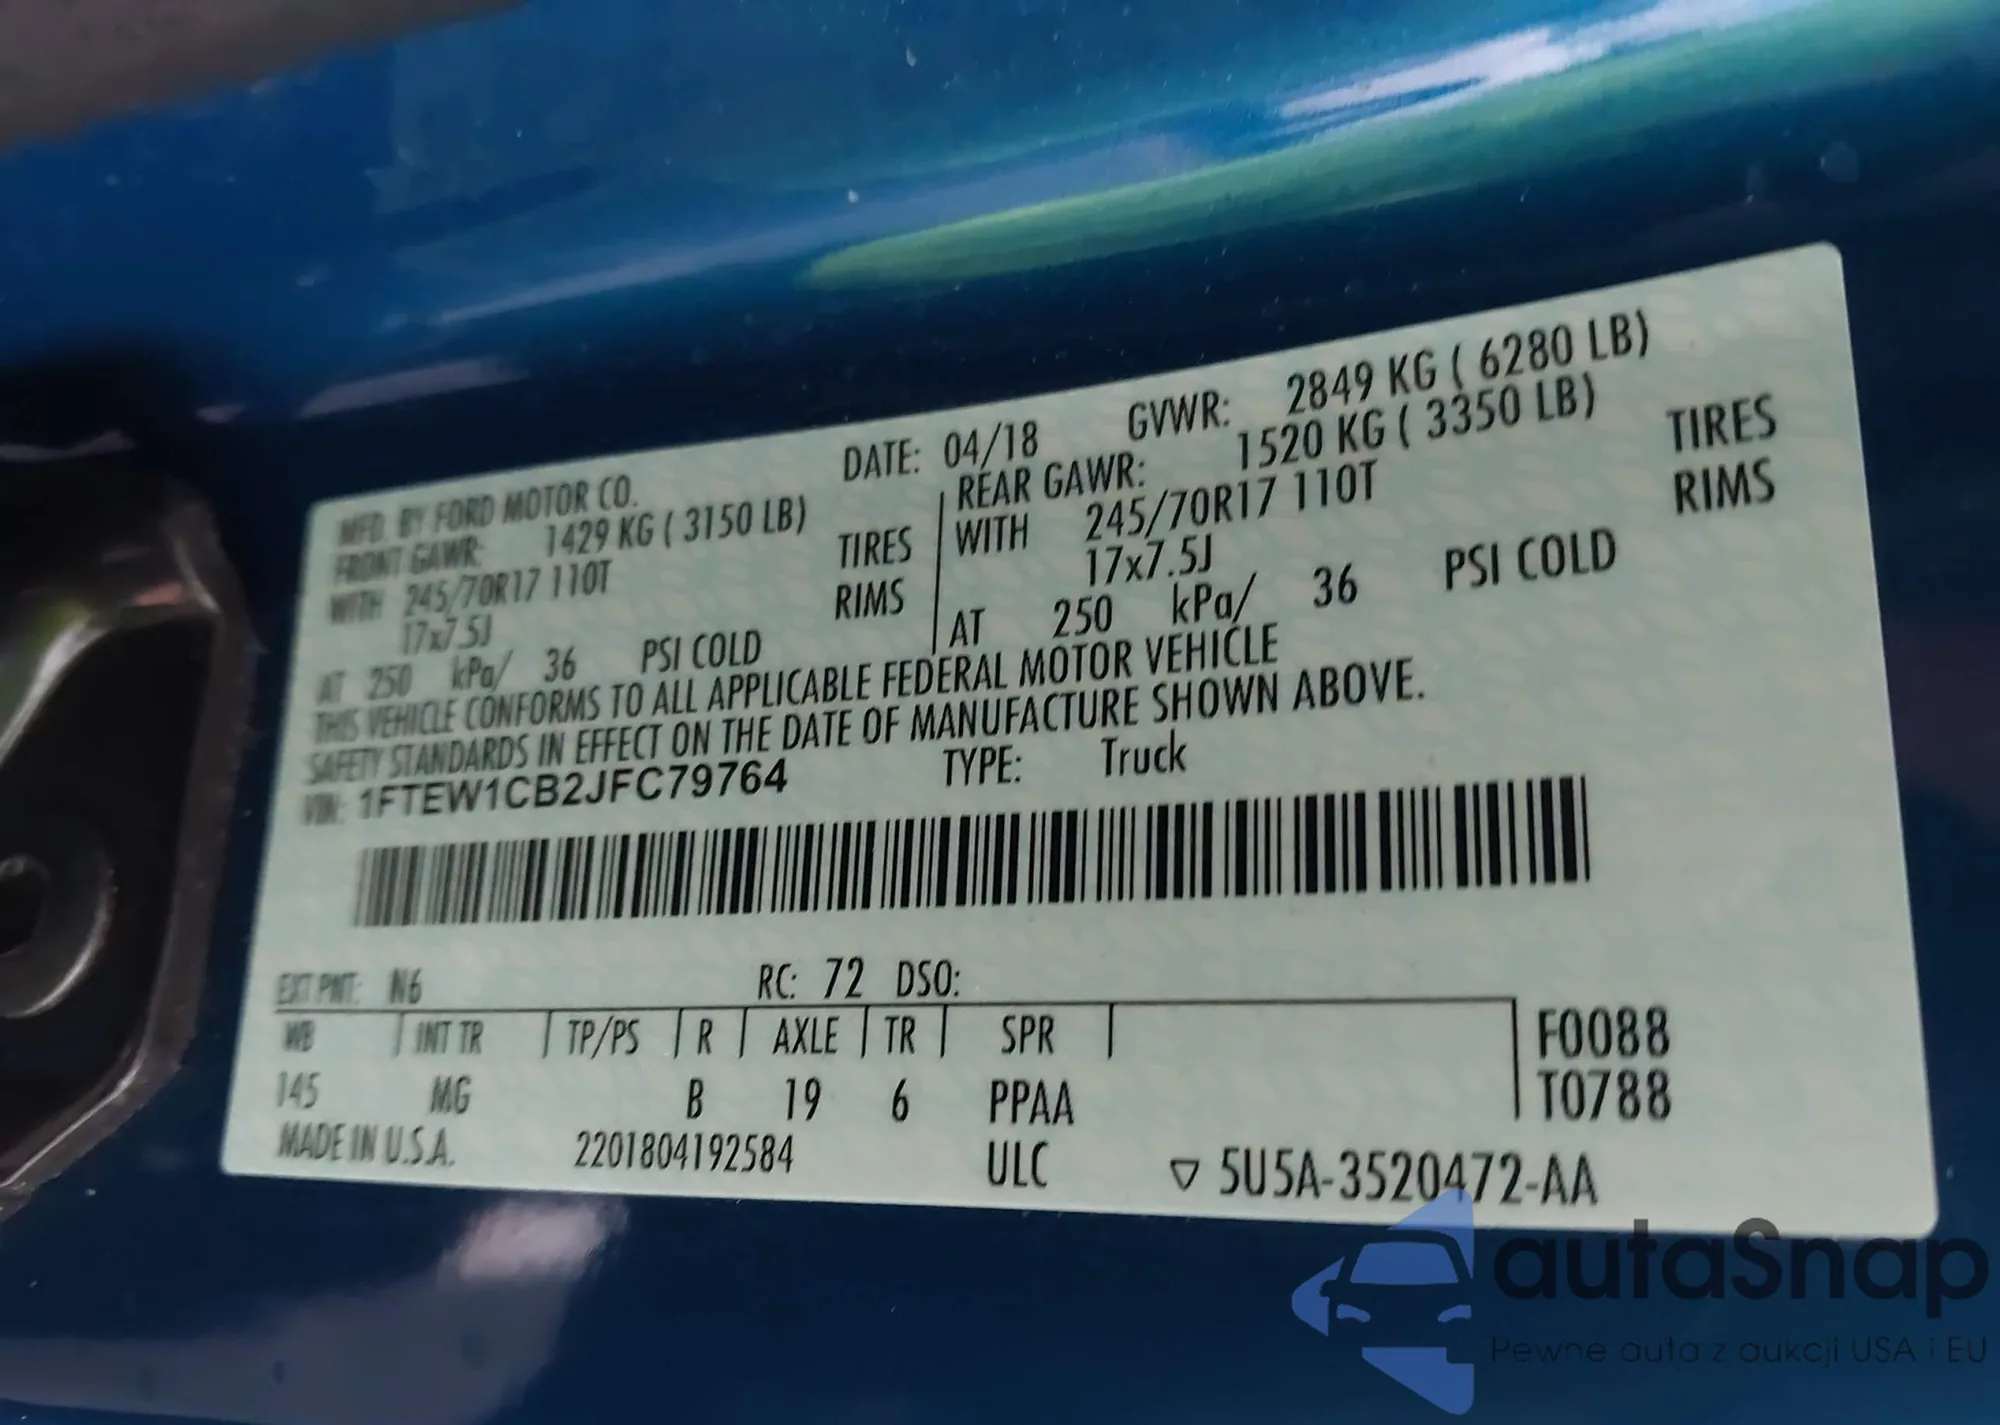 MFD. BY FORD MOTOR CO. DATE: 04/18 GVWR: 2849 KG ( 6280 LB)
FRONT GAWR: 1429 KG ( 3150 LB) REAR GAWR: 1520 KG ( 3350 LB)
WITH 245/70R17 110T TIRES WITH 245/70R17 110T TIRES
17x7.5J RIMS 17x7.5J RIMS
AT 250 kPa/ 36 PSI COLD AT 250 kPa/ 36 PSI COLD
THIS VEHICLE CONFORMS TO ALL APPLICABLE FEDERAL MOTOR VEHICLE
SAFETY STANDARDS IN EFFECT ON THE DATE OF MANUFACTURE SHOWN ABOVE.
VIN: 1FTEW1CB2JFC79764 TYPE: Truck
EXT PNT: N6 RC: 72 DSO:
WB INT TR TP/PS R AXLE TR SPR F0088
145 MG B 19 6 PPAA T0788
MADE IN U.S.A. 2201804192584 ULC ▽ 5U5A-3520472-AA
autaSnap
Pewne auta z aukcji USA i EU